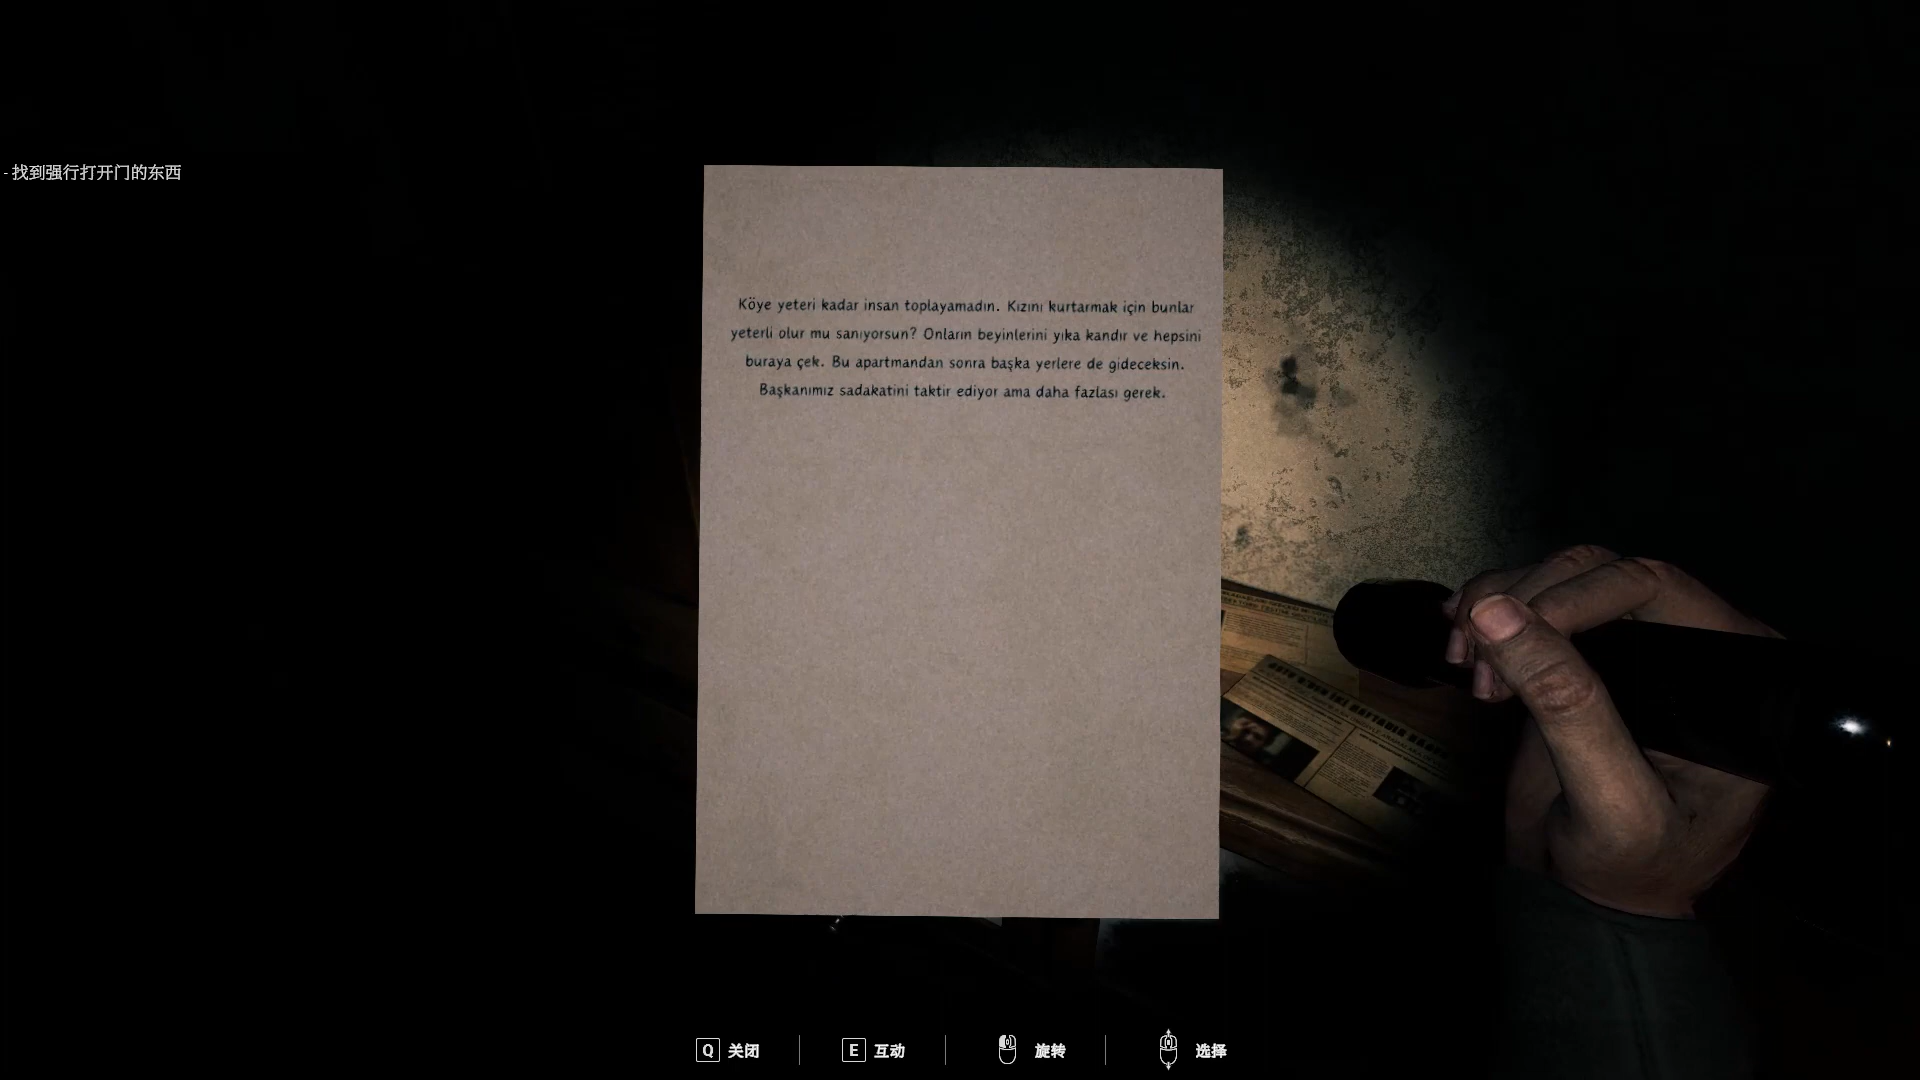 - 找到强行打开门的东西
Köye yeteri kadar insan toplayamadın. Kızını kurtarmak için bunlar
yeterli olur mu sanıyorsun? Onların beyinlerini yıka kandır ve hepsini
buraya çek. Bu apartmandan sonra başka yerlere de gideceksin.
Başkanımız sadakatini taktir ediyor ama daha fazlası gerek.
Q 关闭
E 互动
旋转
选择